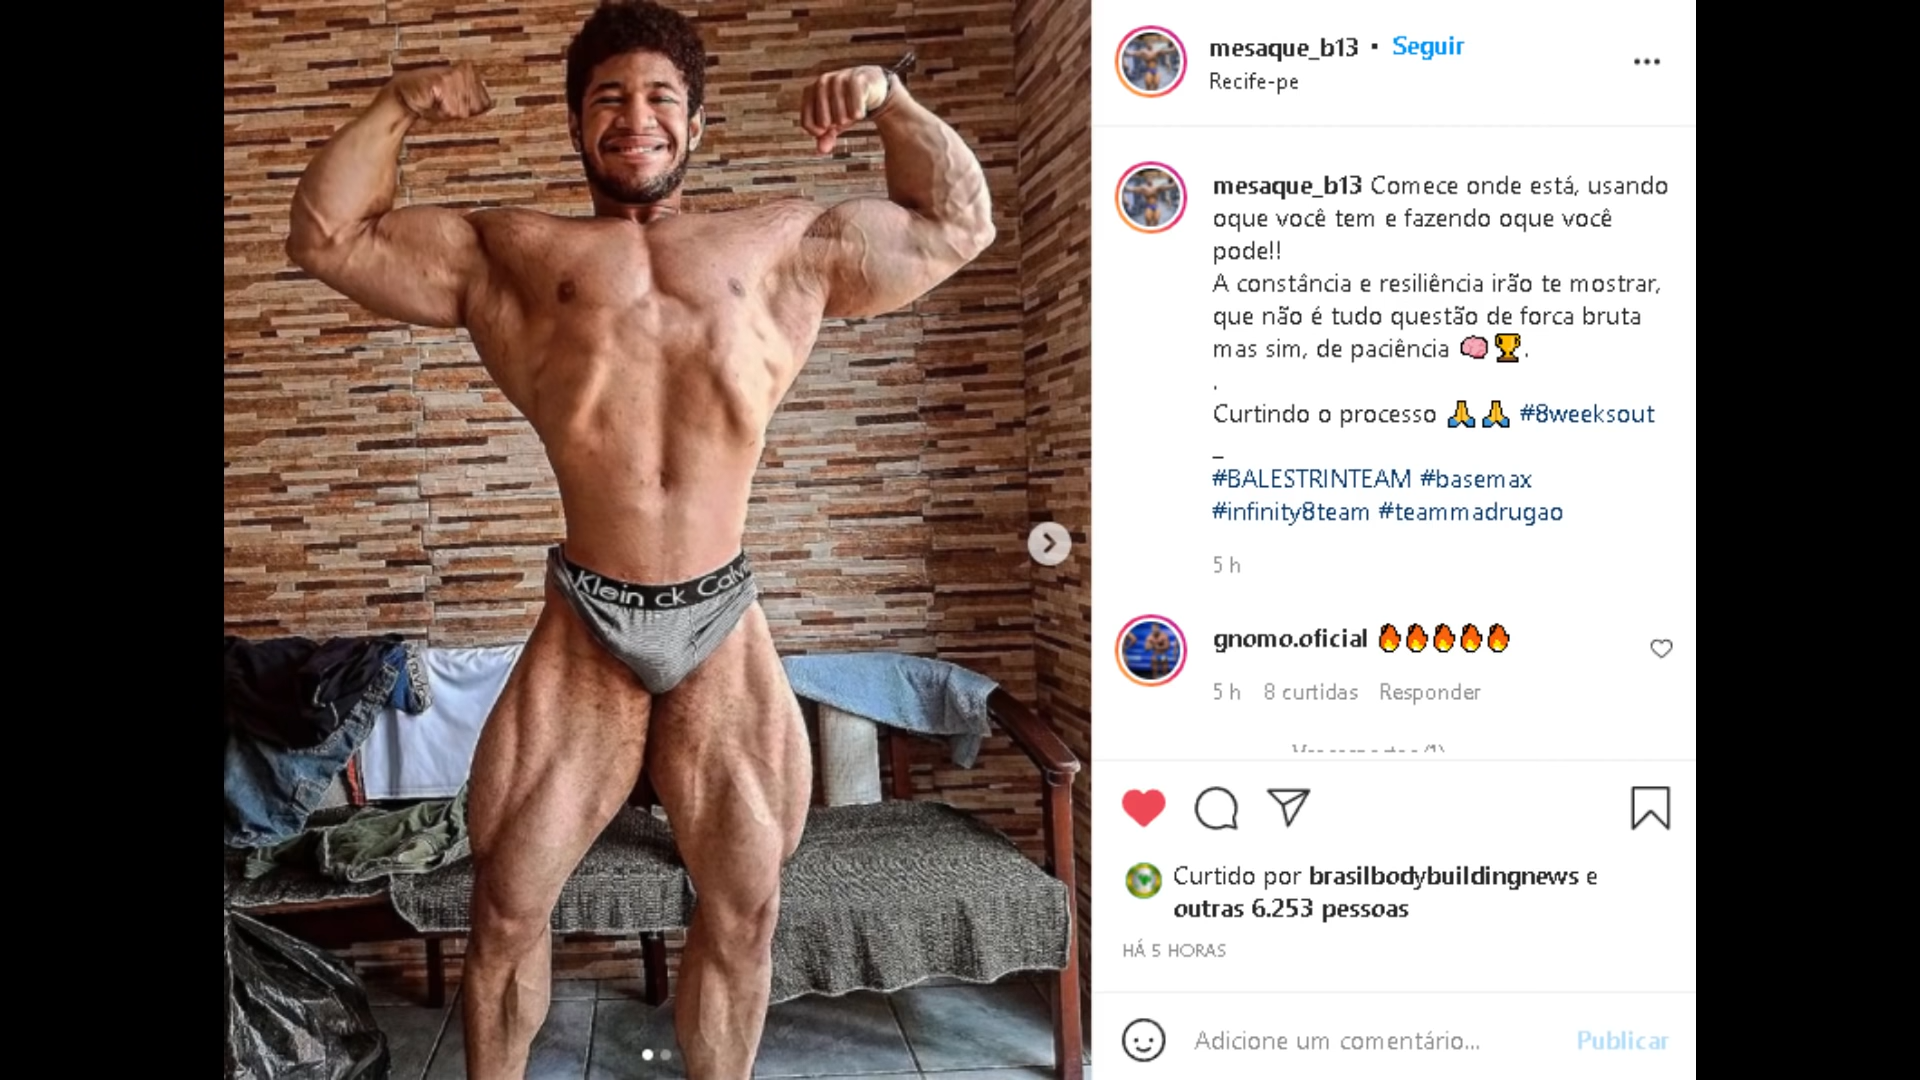 Klein ck Calv
mesaque_b13 • Seguir
Recife-pe
mesaque_b13 Comece onde está, usando
oque você tem e fazendo oque você
pode!!
A constância e resiliência irão te mostrar,
que não é tudo questão de forca bruta
mas sim, de paciência 🧠🏆.
.
Curtindo o processo 🙏🙏 #8weeksout
_
#BALESTRINTEAM #basemax
#infinity8team #teammadrugao
5 h
gnomo.oficial 🔥🔥🔥🔥🔥
5 h 8 curtidas Responder
Curtido por brasilbodybuildingnews e
outras 6.253 pessoas
HÁ 5 HORAS
Adicione um comentário... Publicar